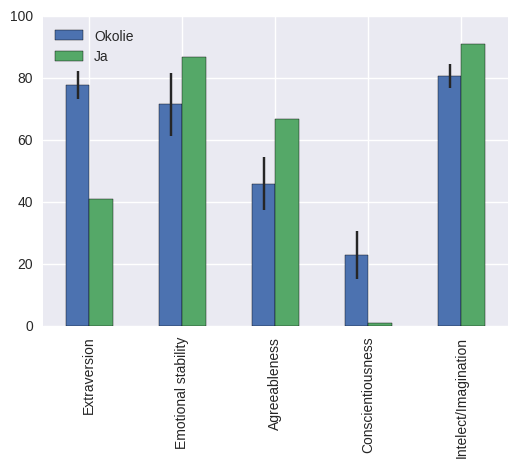 100
80
60
40
20
0
Okolie
Ja
Extraversion
Emotional stability
Agreeableness
Conscientiousness
Intelect/Imagination